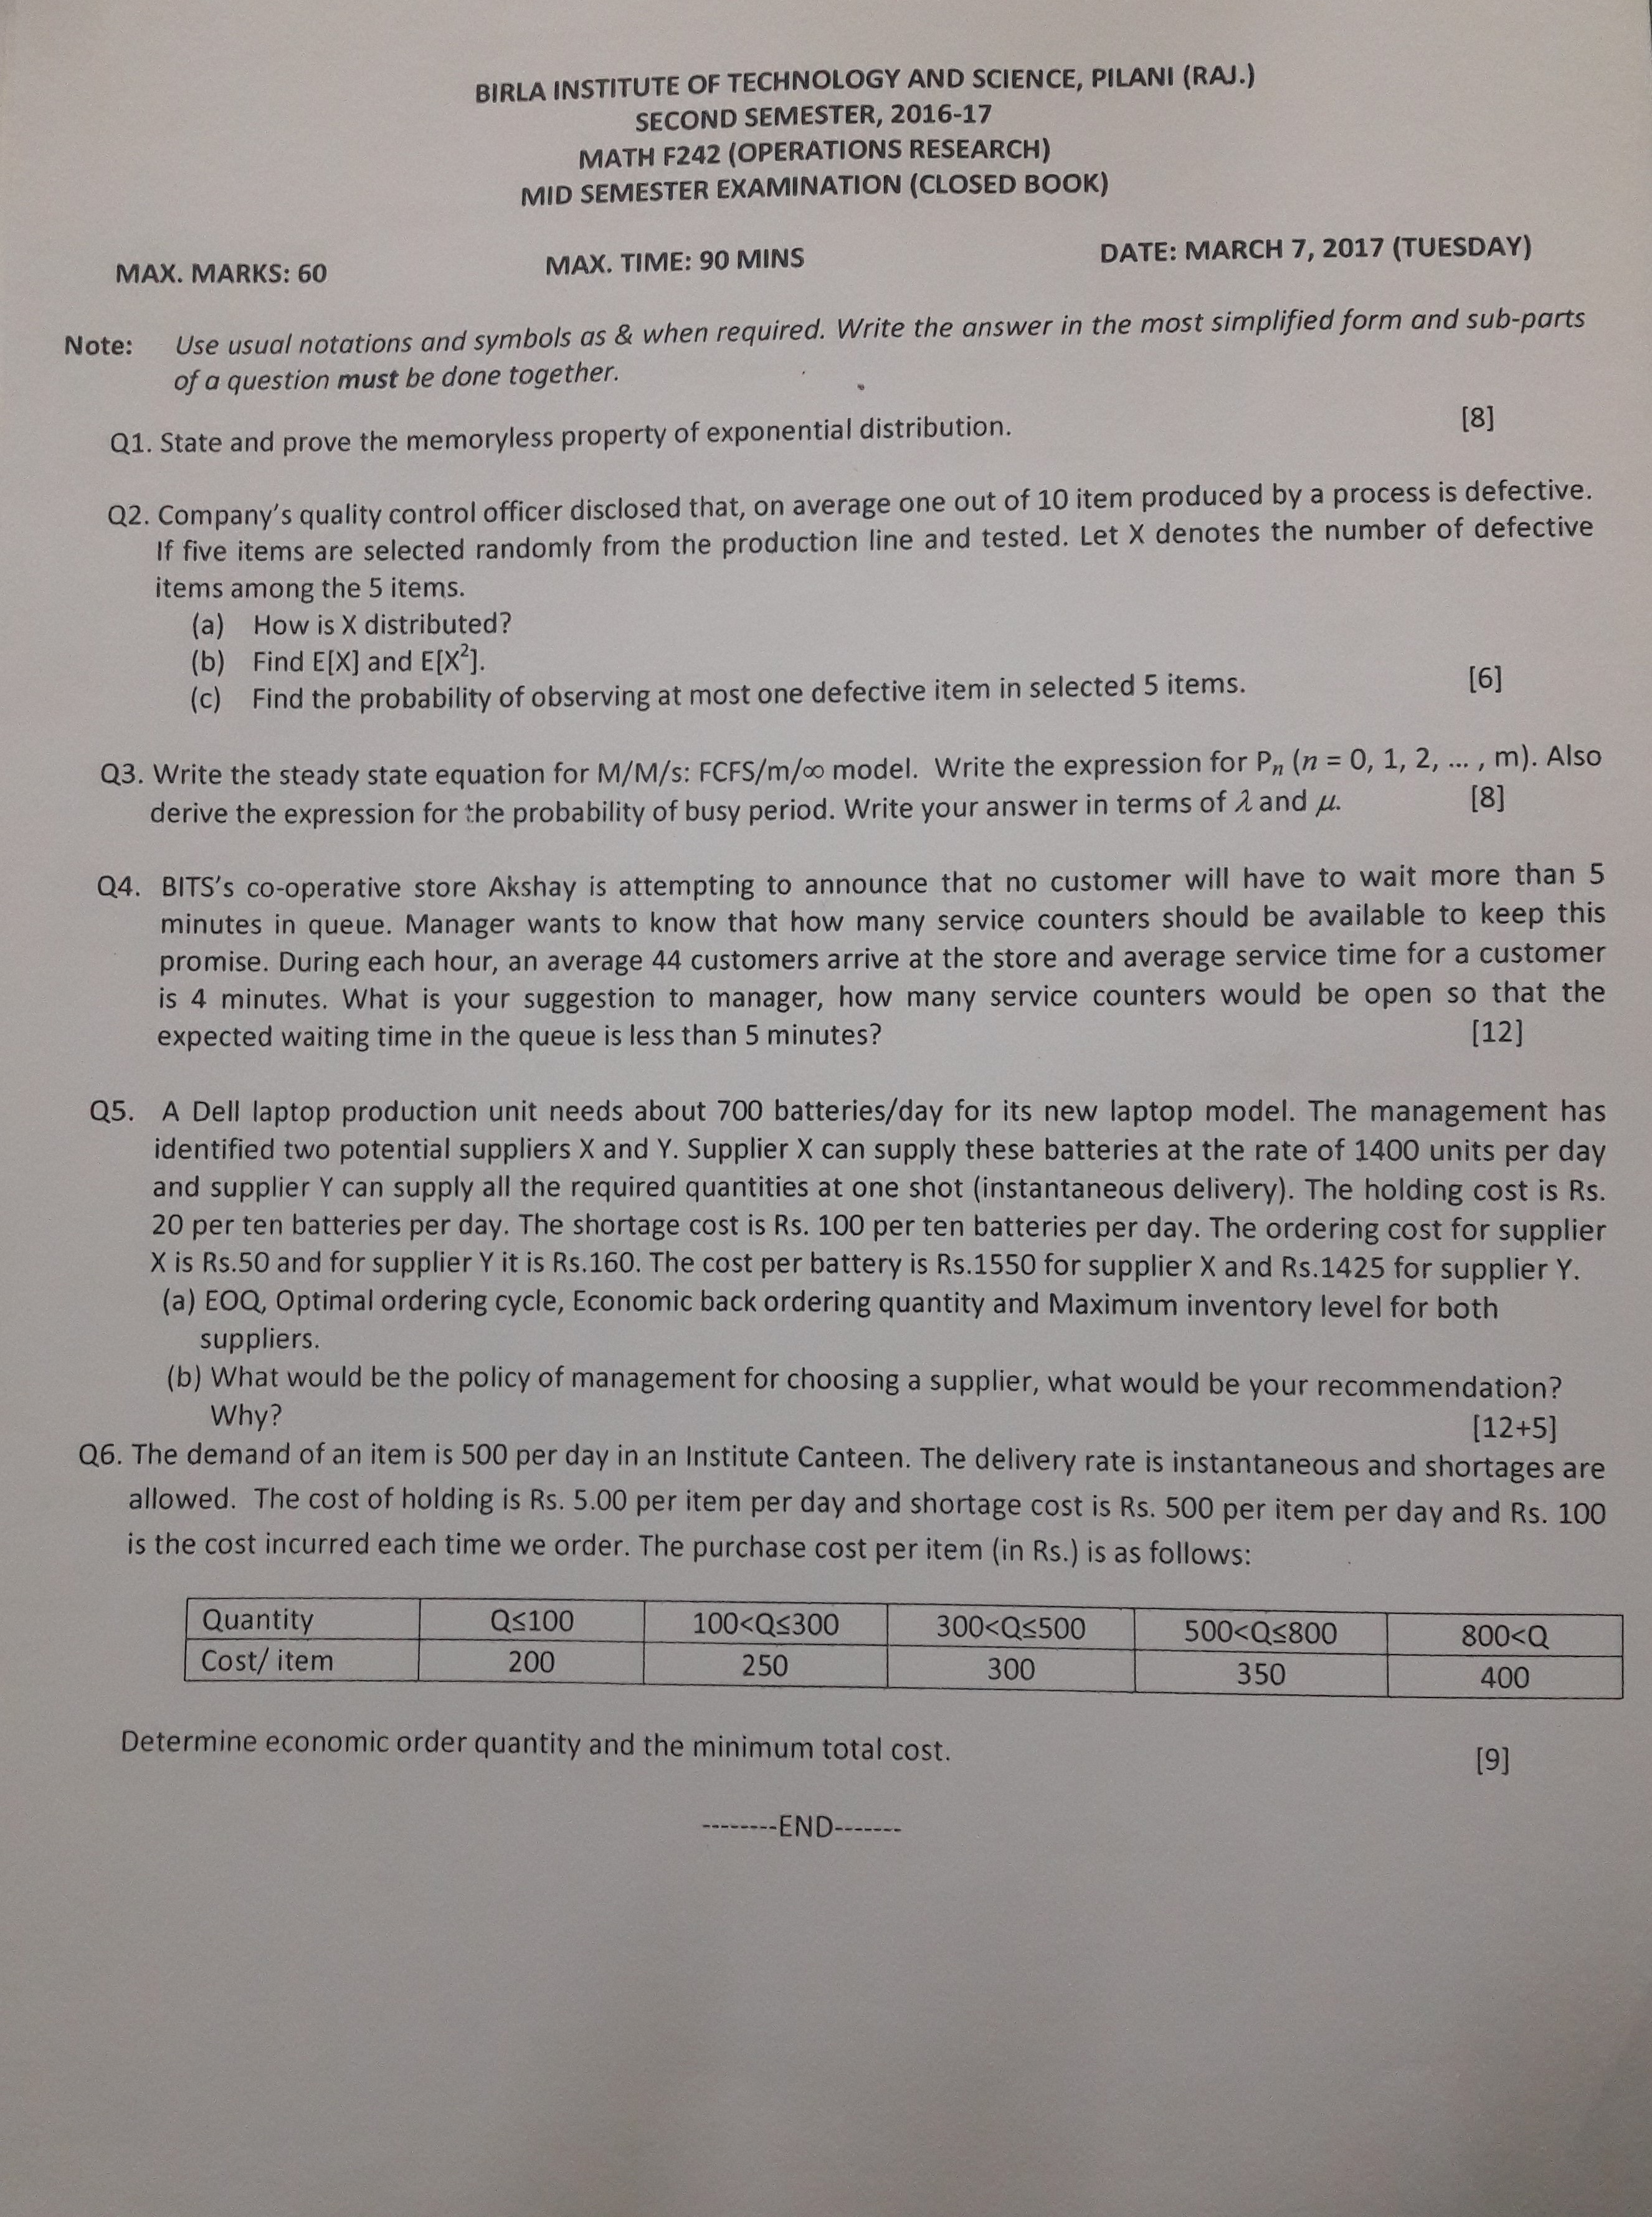 BIRLA INSTITUTE OF TECHNOLOGY AND SCIENCE, PILANI (RAJ.)
SECOND SEMESTER, 2016-17
MATH F242 (OPERATIONS RESEARCH)
MID SEMESTER EXAMINATION (CLOSED BOOK)
MAX. MARKS: 60 MAX. TIME: 90 MINS DATE: MARCH 7, 2017 (TUESDAY)
Note: Use usual notations and symbols as & when required. Write the answer in the most simplified form and sub-parts
of a question must be done together.
Q1. State and prove the memoryless property of exponential distribution. [8]
Q2. Company's quality control officer disclosed that, on average one out of 10 item produced by a process is defective.
If five items are selected randomly from the production line and tested. Let X denotes the number of defective
items among the 5 items.
(a) How is X distributed?
(b) Find E[X] and E[X²].
(c) Find the probability of observing at most one defective item in selected 5 items. [6]
Q3. Write the steady state equation for M/M/s: FCFS/m/∞ model. Write the expression for Pₙ (n = 0, 1, 2, ... , m). Also
derive the expression for the probability of busy period. Write your answer in terms of λ and μ. [8]
Q4. BITS's co-operative store Akshay is attempting to announce that no customer will have to wait more than 5
minutes in queue. Manager wants to know that how many service counters should be available to keep this
promise. During each hour, an average 44 customers arrive at the store and average service time for a customer
is 4 minutes. What is your suggestion to manager, how many service counters would be open so that the
expected waiting time in the queue is less than 5 minutes? [12]
Q5. A Dell laptop production unit needs about 700 batteries/day for its new laptop model. The management has
identified two potential suppliers X and Y. Supplier X can supply these batteries at the rate of 1400 units per day
and supplier Y can supply all the required quantities at one shot (instantaneous delivery). The holding cost is Rs.
20 per ten batteries per day. The shortage cost is Rs. 100 per ten batteries per day. The ordering cost for supplier
X is Rs.50 and for supplier Y it is Rs.160. The cost per battery is Rs.1550 for supplier X and Rs.1425 for supplier Y.
(a) EOQ, Optimal ordering cycle, Economic back ordering quantity and Maximum inventory level for both
suppliers.
(b) What would be the policy of management for choosing a supplier, what would be your recommendation?
Why? [12+5]
Q6. The demand of an item is 500 per day in an Institute Canteen. The delivery rate is instantaneous and shortages are
allowed. The cost of holding is Rs. 5.00 per item per day and shortage cost is Rs. 500 per item per day and Rs. 100
is the cost incurred each time we order. The purchase cost per item (in Rs.) is as follows:
Quantity Q≤100 100<Q≤300 300<Q≤500 500<Q≤800 800<Q
Cost/ item 200 250 300 350 400
Determine economic order quantity and the minimum total cost. [9]
--------END-------